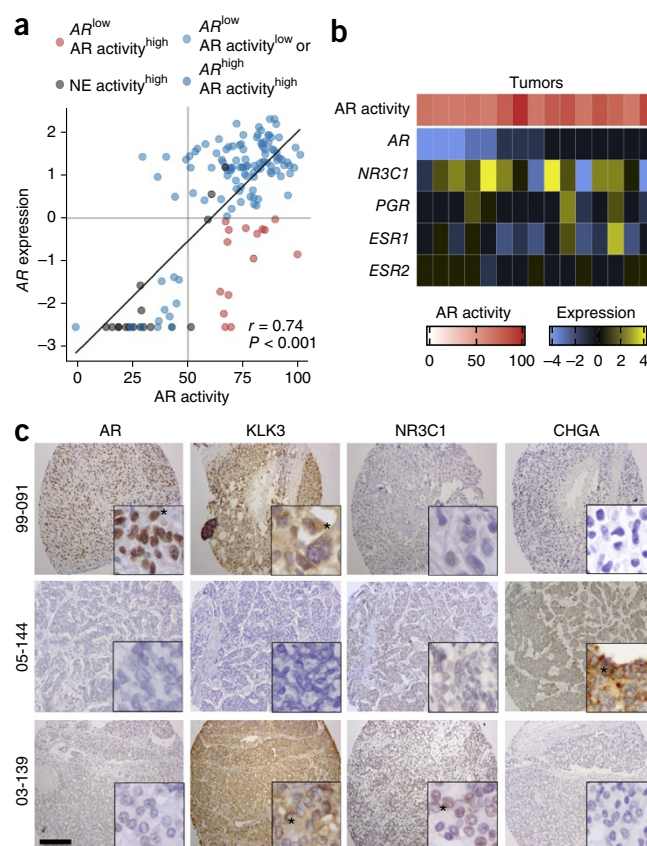 a
AR^low
AR activity^high
AR^low
AR activity^low or
AR^high
AR activity^high
NE activity^high
AR expression
2
1
0
−1
−2
−3
0
25
50
75
100
AR activity
r = 0.74
P < 0.001
b
Tumors
AR activity
AR
NR3C1
PGR
ESR1
ESR2
AR activity
0 50 100
Expression
−4 −2 0 2 4
c
AR KLK3 NR3C1 CHGA
99-091
*
*
05-144
*
03-139
*
*